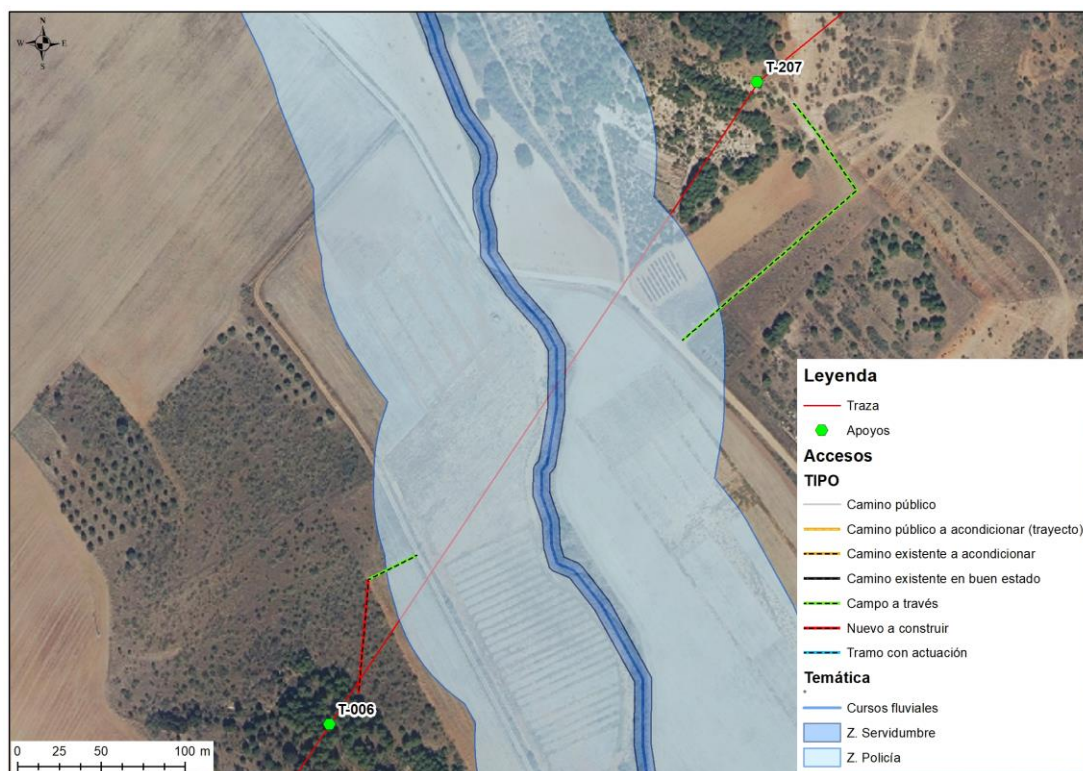 N
W E
S
T-207
T-006
0 25 50 100 m
Leyenda
Traza
Apoyos
Accesos
TIPO
Camino público
Camino público a acondicionar (trayecto)
Camino existente a acondicionar
Camino existente en buen estado
Campo a través
Nuevo a construir
Tramo con actuación
Temática
Cursos fluviales
Z. Servidumbre
Z. Policía